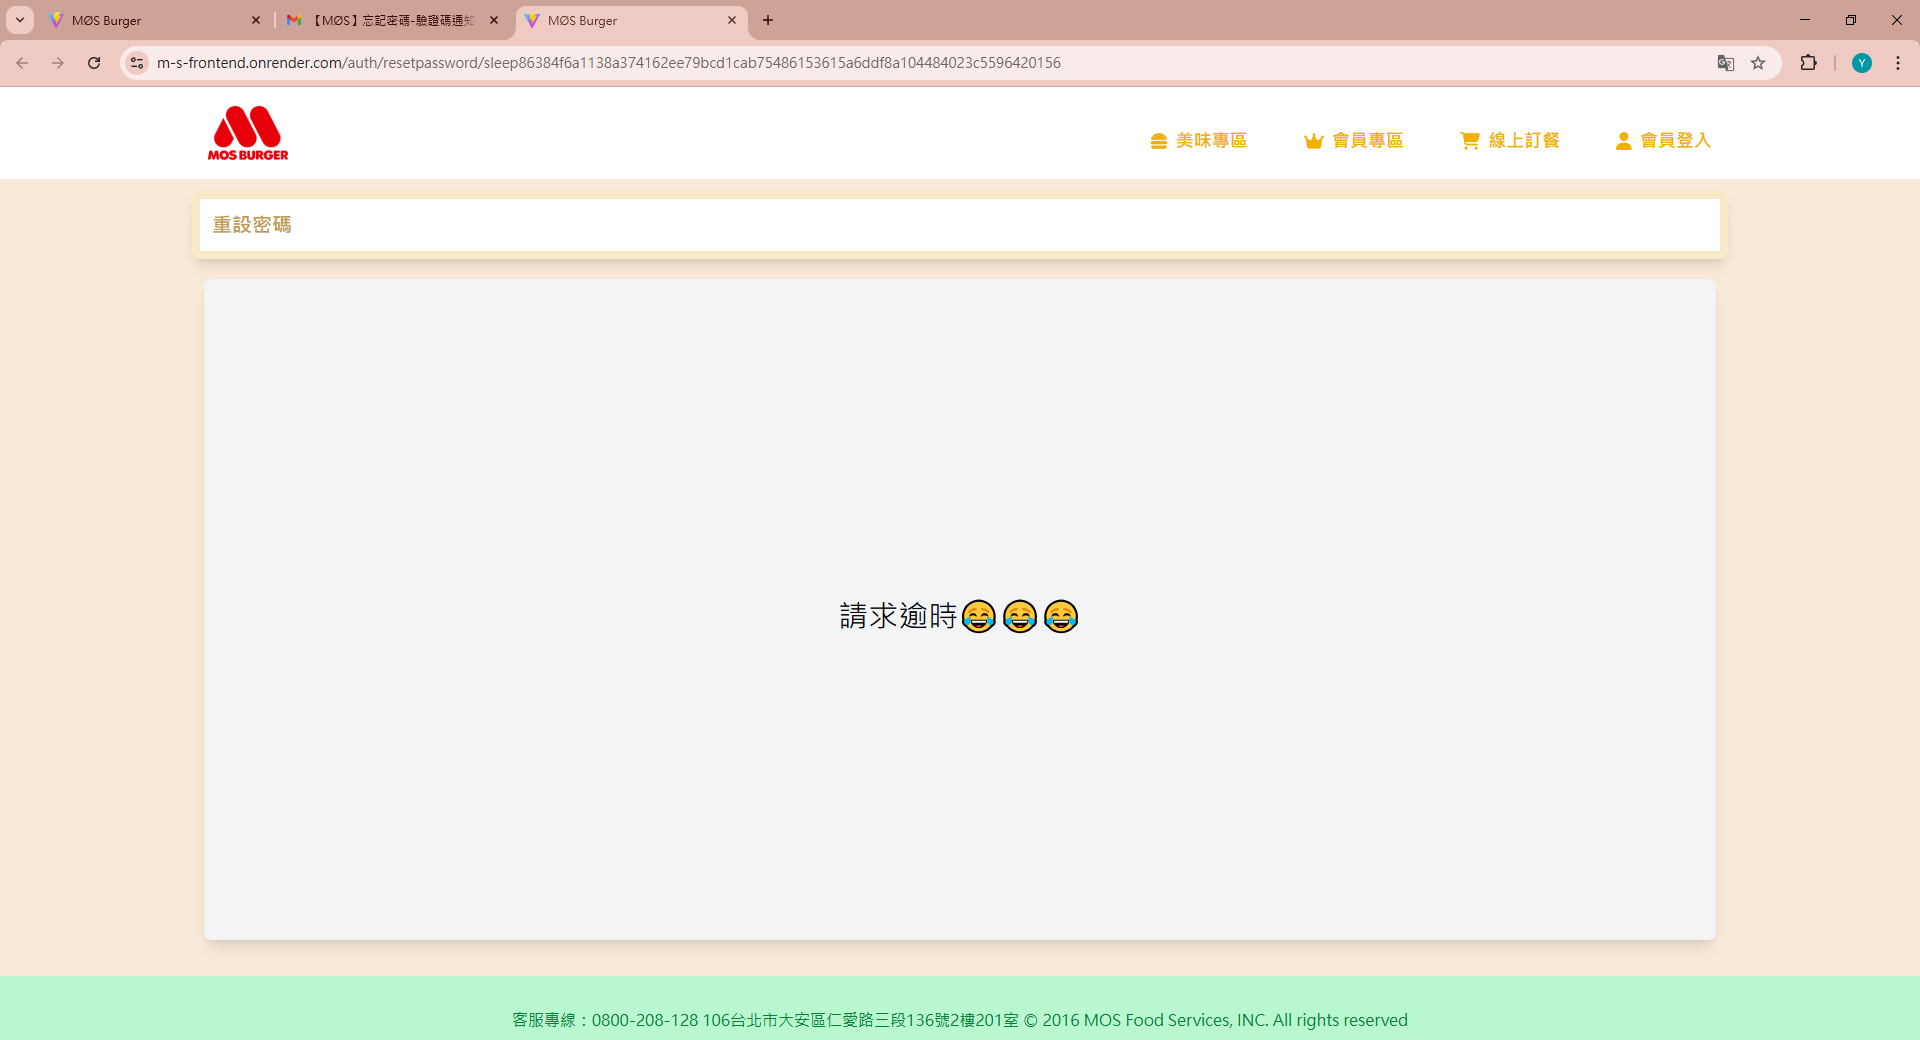 MØS Burger
【MØS】忘記密碼-驗證碼通知
MØS Burger
m-s-frontend.onrender.com/auth/resetpassword/sleep86384f6a1138a374162ee79bcd1cab75486153615a6ddf8a104484023c5596420156
Y
MOS BURGER
美味專區
會員專區
線上訂餐
會員登入
重設密碼
請求逾時😂😂😂
客服專線：0800-208-128 106台北市大安區仁愛路三段136號2樓201室 © 2016 MOS Food Services, INC. All rights reserved